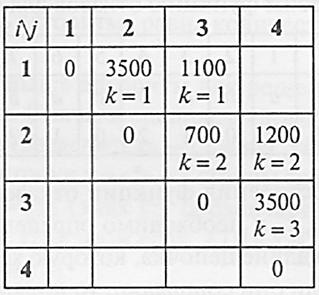 i\j 1 2 3 4
1 0 3500 1100
k = 1 k = 1
2 0 700 1200
k = 2 k = 2
3 0 3500
k = 3
4 0